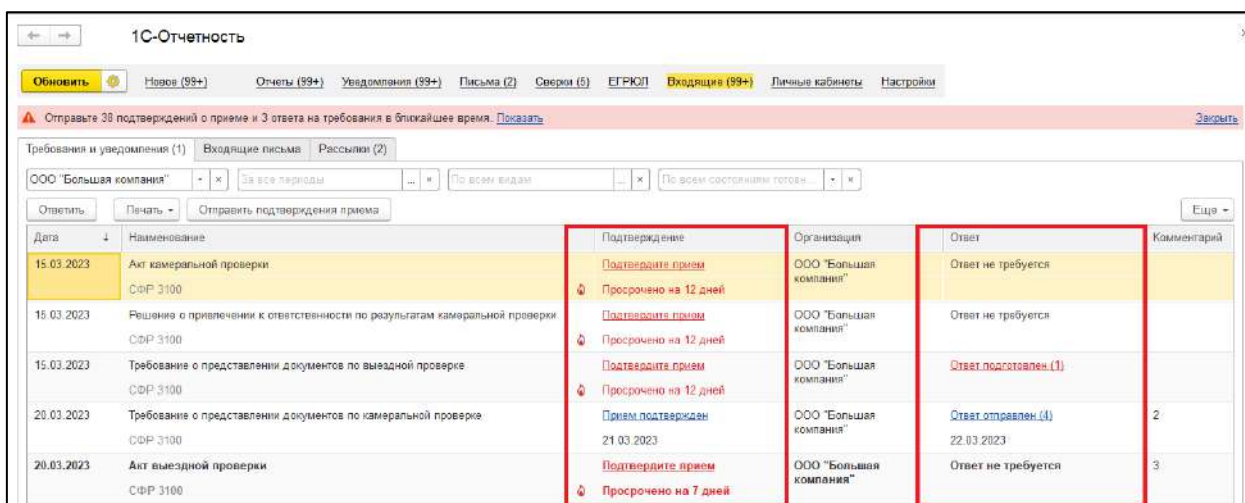 1С-Отчетность
Обновить Новое (99+) Отчеты (99+) Уведомления (99+) Письма (2) Сверки (5) ЕГРЮЛ Входящие (99+) Личные кабинеты Настройки
Отправьте 38 подтверждений о приеме и 3 ответа на требования в ближайшее время. Показать Закрыть
Требования и уведомления (1) Входящие письма Рассылки (2)
ООО "Большая компания" За все периоды ... × По всем видам ... × По всем состояниям готовн... ×
Ответить Печать Отправить подтверждения приема Еще
Дата ↓ Наименование Подтверждение Организация Ответ Комментарий
15.03.2023 Акт камеральной проверки Подтвердите прием ООО "Большая Ответ не требуется
компания"
СФР 3100 Просрочено на 12 дней
15.03.2023 Решение о привлечении к ответственности по результатам камеральной проверки Подтвердите прием ООО "Большая Ответ не требуется
компания"
СФР 3100 Просрочено на 12 дней
15.03.2023 Требование о представлении документов по выездной проверке Подтвердите прием ООО "Большая Ответ подготовлен (1)
компания"
СФР 3100 Просрочено на 12 дней
20.03.2023 Требование о представлении документов по камеральной проверке Прием подтвержден ООО "Большая Ответ отправлен (4) 2
компания"
СФР 3100 21.03.2023 22.03.2023
20.03.2023 Акт выездной проверки Подтвердите прием ООО "Большая Ответ не требуется 3
компания"
СФР 3100 Просрочено на 7 дней